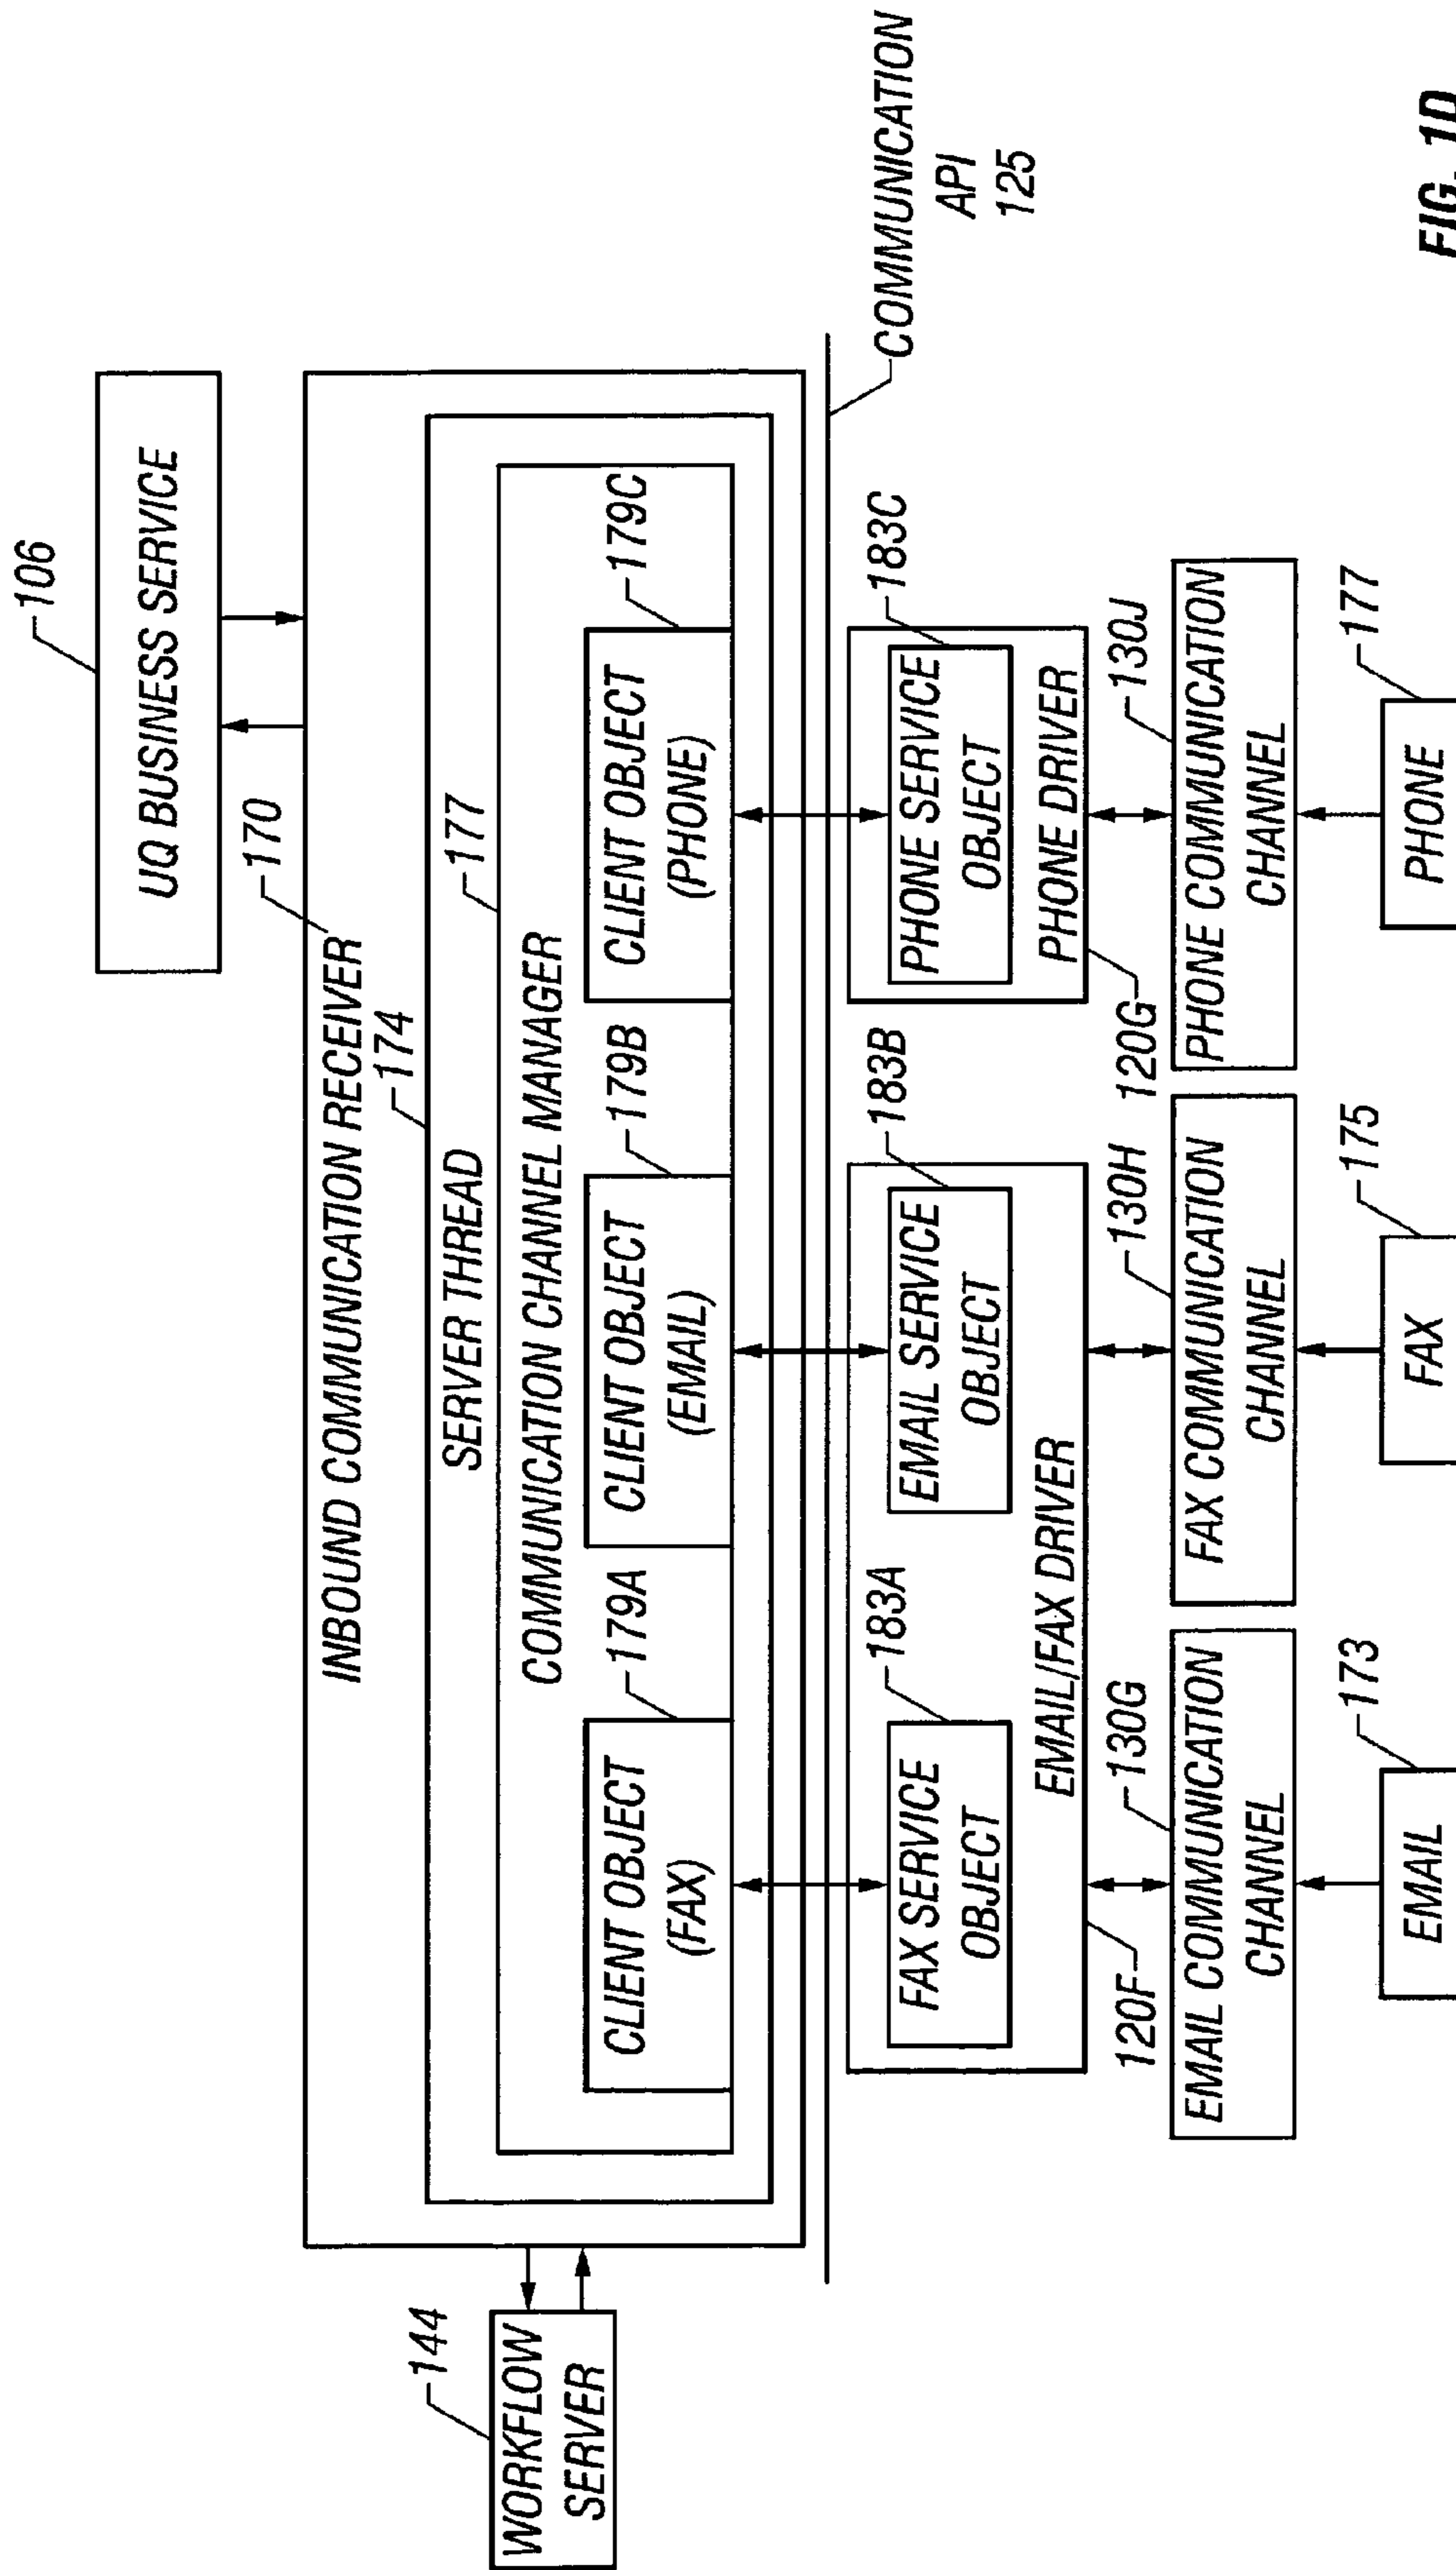 106
UQ BUSINESS SERVICE
170
INBOUND COMMUNICATION RECEIVER
174
SERVER THREAD
177
COMMUNICATION CHANNEL MANAGER
144
WORKFLOW
SERVER
179A
179B
179C
CLIENT OBJECT
(FAX)
CLIENT OBJECT
(EMAIL)
CLIENT OBJECT
(PHONE)
COMMUNICATION
API
125
183A
183B
183C
FAX SERVICE
OBJECT
EMAIL SERVICE
OBJECT
PHONE SERVICE
OBJECT
EMAIL/FAX DRIVER
PHONE DRIVER
120F
130G
130H
120G
130J
EMAIL COMMUNICATION
CHANNEL
FAX COMMUNICATION
CHANNEL
PHONE COMMUNICATION
CHANNEL
173
175
177
EMAIL
FAX
PHONE
FIG. 1D